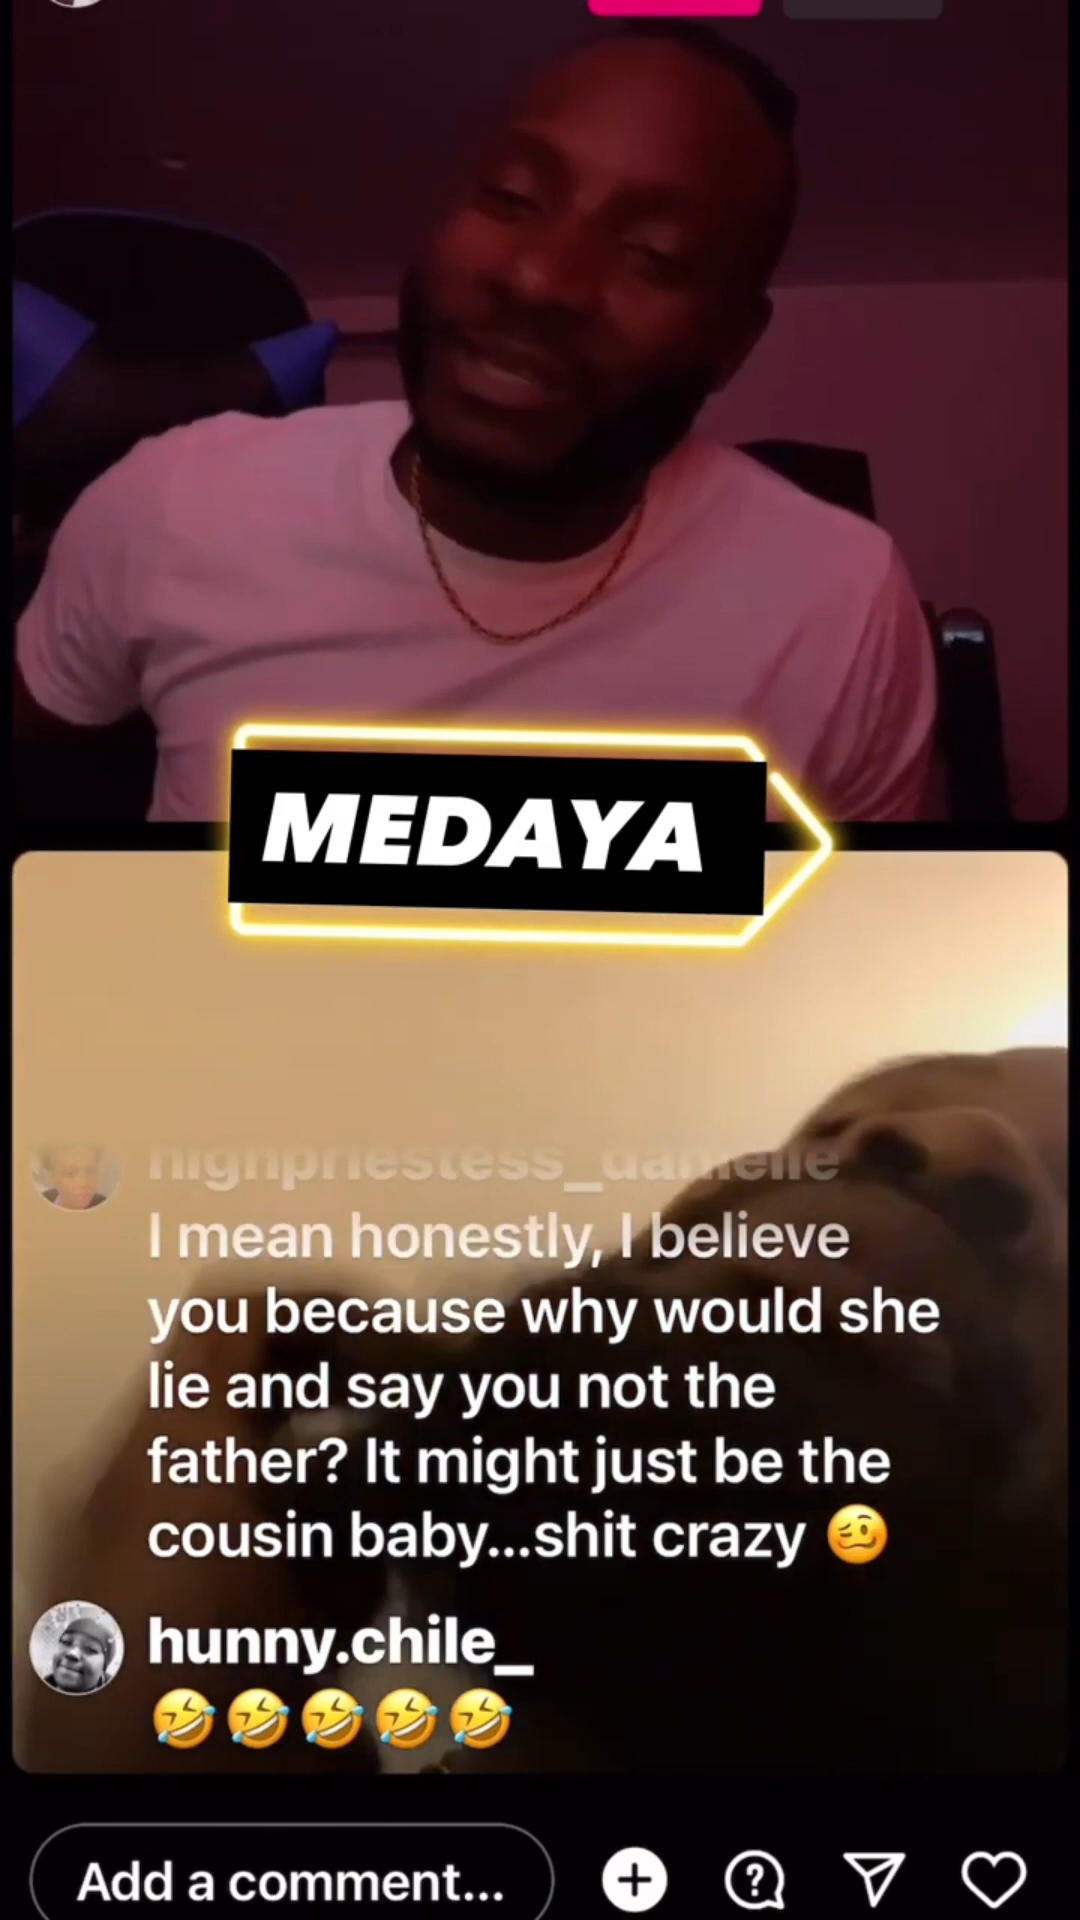 MEDAYA
highpriestess_danielle
I mean honestly, I believe
you because why would she
lie and say you not the
father? It might just be the
cousin baby...shit crazy 🥴
hunny.chile_
🤣🤣🤣🤣🤣
Add a comment...